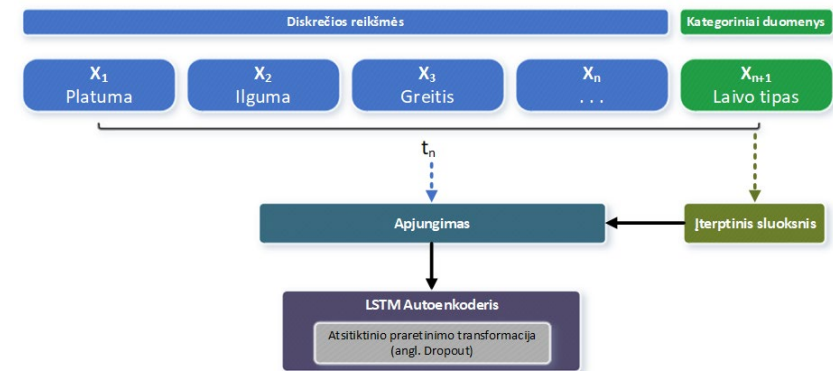 Diskrečios reikšmės
Kategoriniai duomenys
X₁
Platuma
X₂
Ilguma
X₃
Greitis
Xₙ
. . .
Xₙ₊₁
Laivo tipas
tₙ
Apjungimas
Įterptinis sluoksnis
LSTM Autoenkoderis
Atsitiktinio praretinimo transformacija
(angl. Dropout)